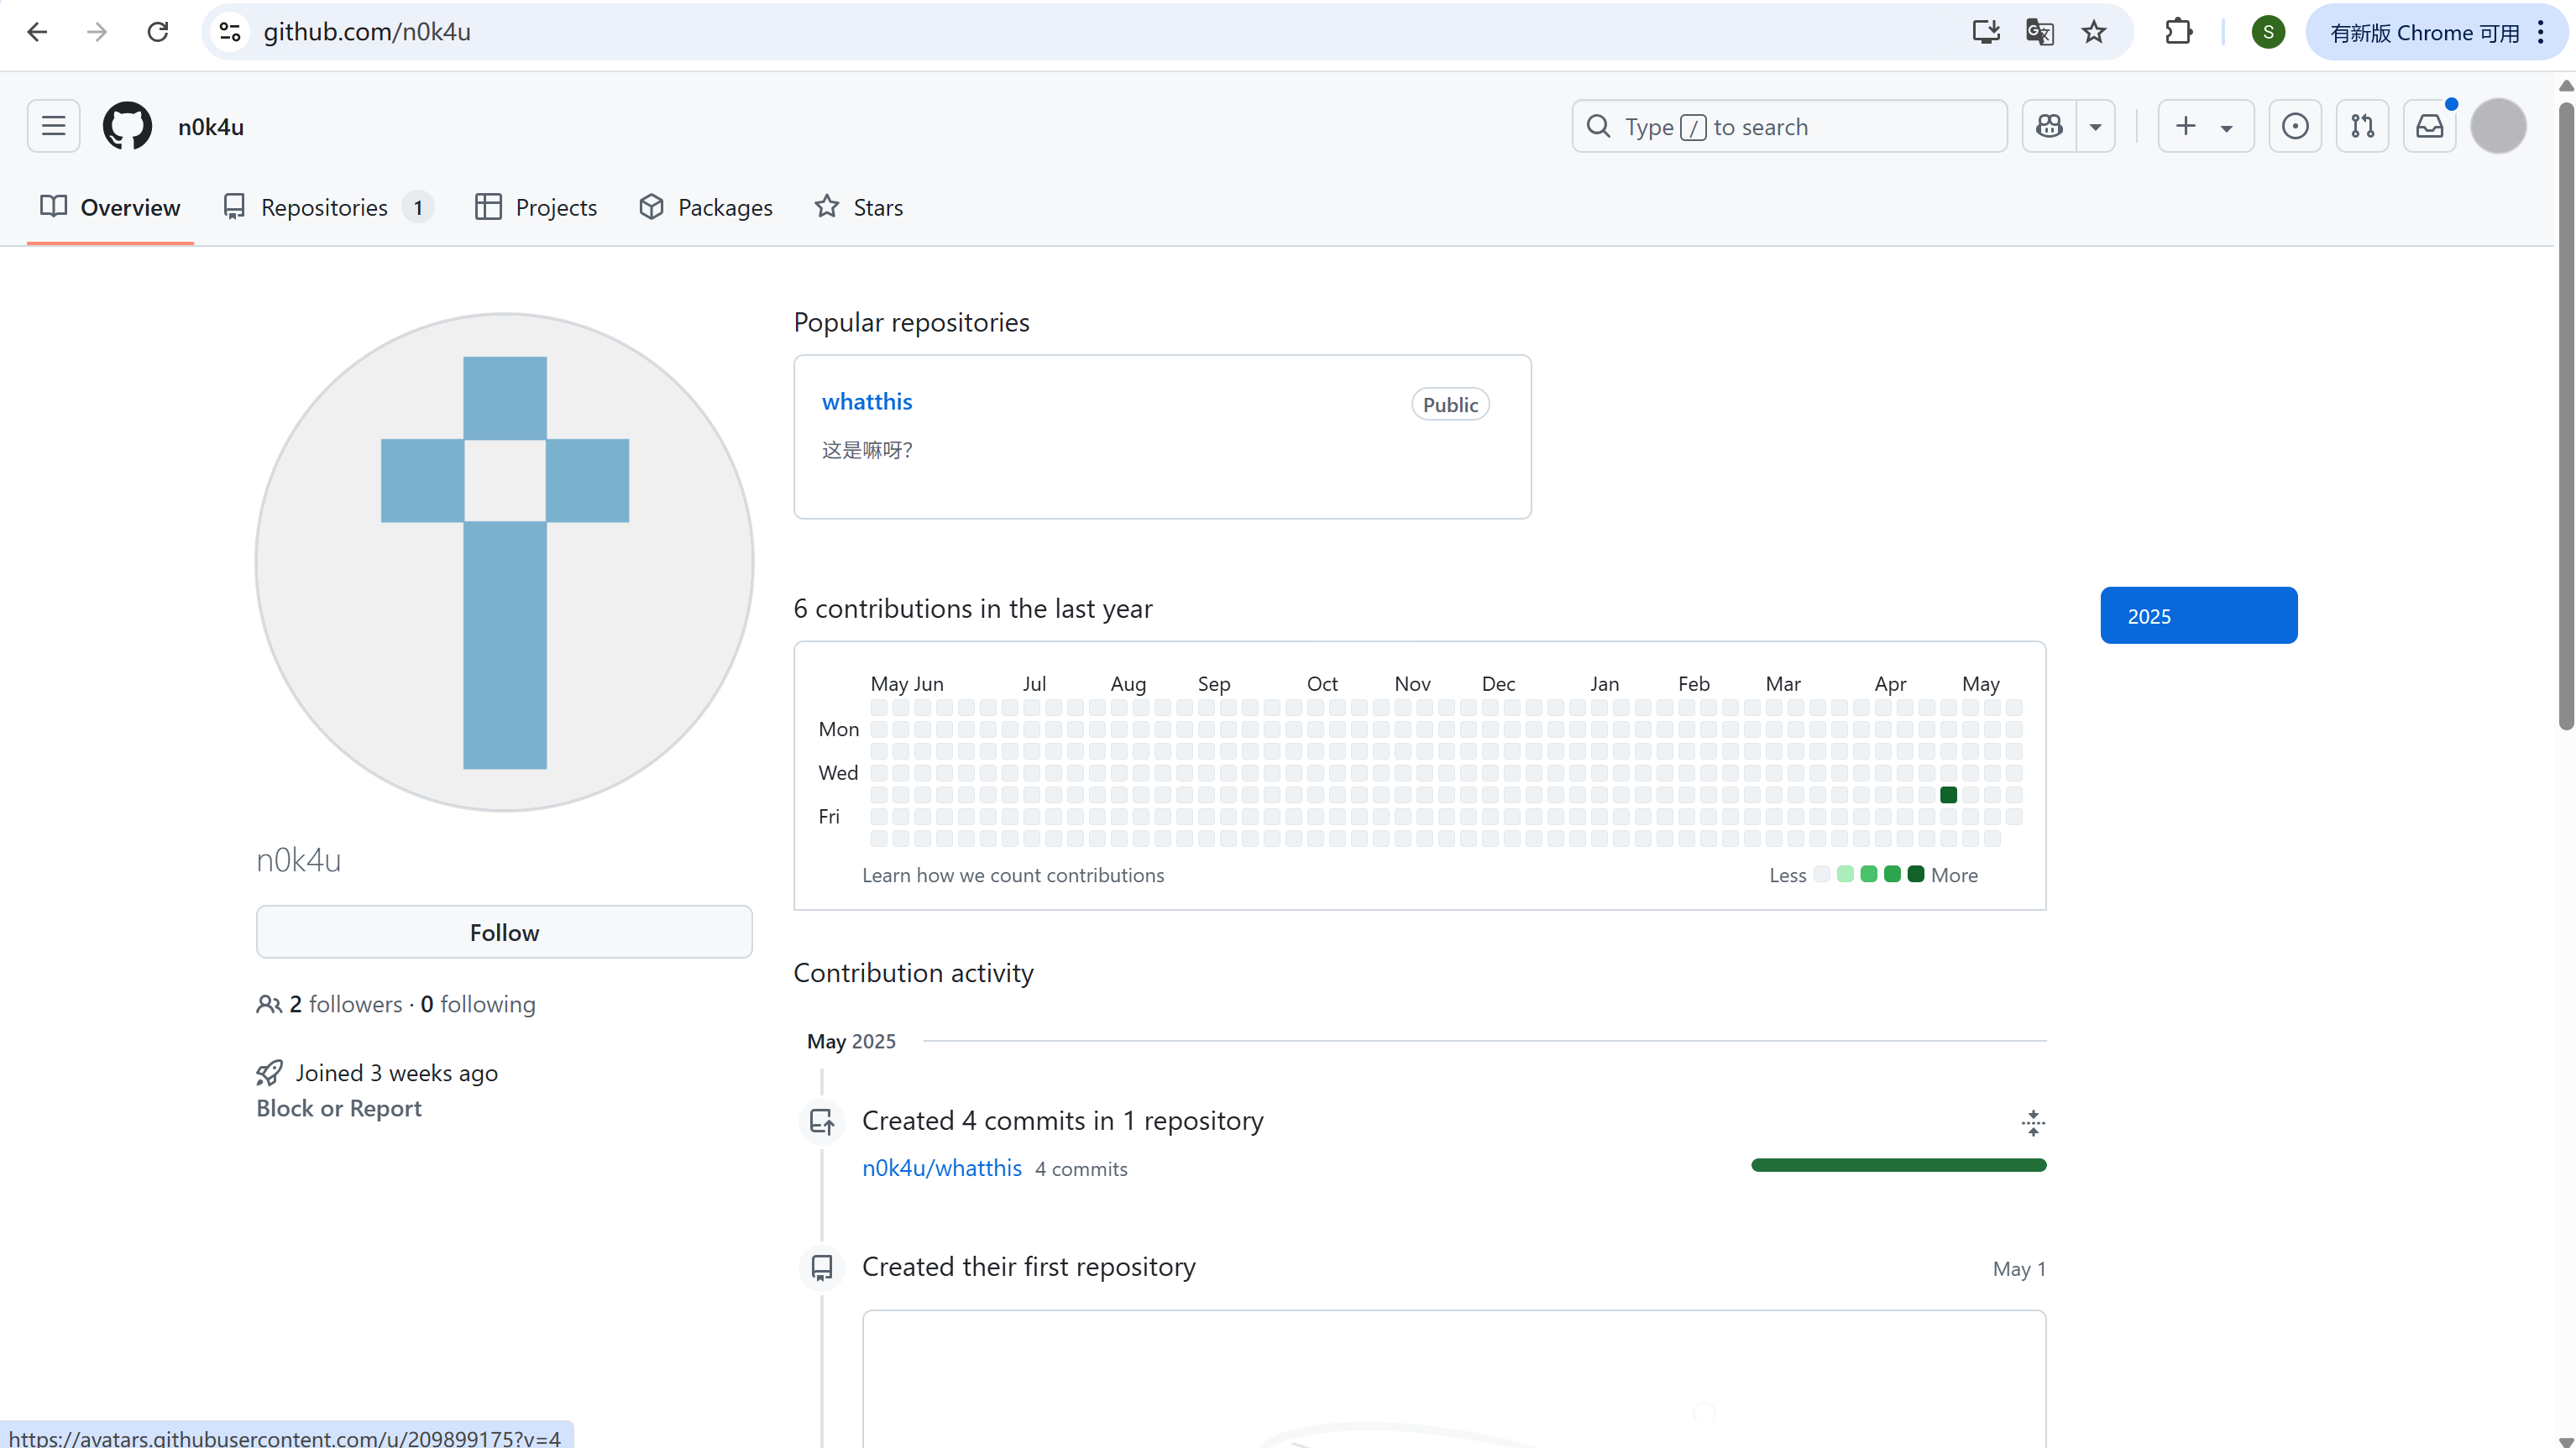 github.com/n0k4u
S
有新版 Chrome 可用
n0k4u
Type / to search
Overview
Repositories 1
Projects
Packages
Stars
Popular repositories
whatthis
Public
这是嘛呀?
6 contributions in the last year
2025
May Jun Jul Aug Sep Oct Nov Dec Jan Feb Mar Apr May
Mon
Wed
Fri
Learn how we count contributions
Less More
n0k4u
Follow
2 followers · 0 following
Joined 3 weeks ago
Block or Report
Contribution activity
May 2025
Created 4 commits in 1 repository
n0k4u/whatthis 4 commits
Created their first repository
May 1
https://avatars.githubusercontent.com/u/209899175?v=4